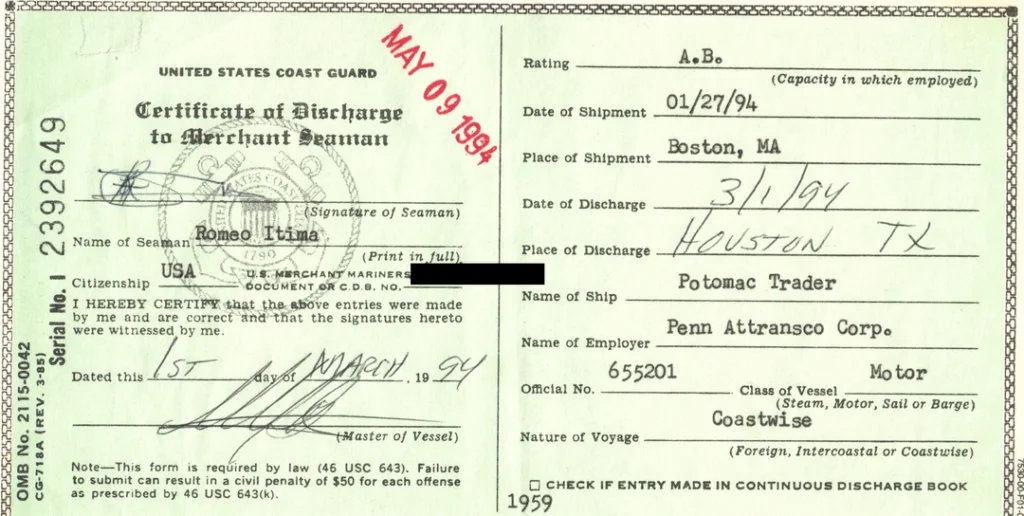 MAY 09 1994
UNITED STATES COAST GUARD
Certificate of Discharge
to Merchant Seaman
(Signature of Seaman)
Name of Seaman Romeo Itima
(Print in full)
Citizenship USA U.S. MERCHANT MARINERS
DOCUMENT OR C.D.B. NO.
I HEREBY CERTIFY that the above entries were made
by me and are correct and that the signatures hereto
were witnessed by me.
Dated this 1ST day of MARCH, 19 94
(Master of Vessel)
Note—This form is required by law (46 USC 643). Failure
to submit can result in a civil penalty of $50 for each offense
as prescribed by 46 USC 643(k).
OMB No. 2115-0042
CG-718A (REV. 3-85)
Serial No. I 2392649
1790
Rating A.B.
(Capacity in which employed)
Date of Shipment 01/27/94
Place of Shipment Boston, MA
Date of Discharge 3/1/94
Place of Discharge HOUSTON TX
Name of Ship Potomac Trader
Name of Employer Penn Attransco Corp.
Official No. 655201 Class of Vessel Motor
(Steam, Motor, Sail or Barge)
Nature of Voyage Coastwise
(Foreign, Intercoastal or Coastwise)
☐ CHECK IF ENTRY MADE IN CONTINUOUS DISCHARGE BOOK
1959